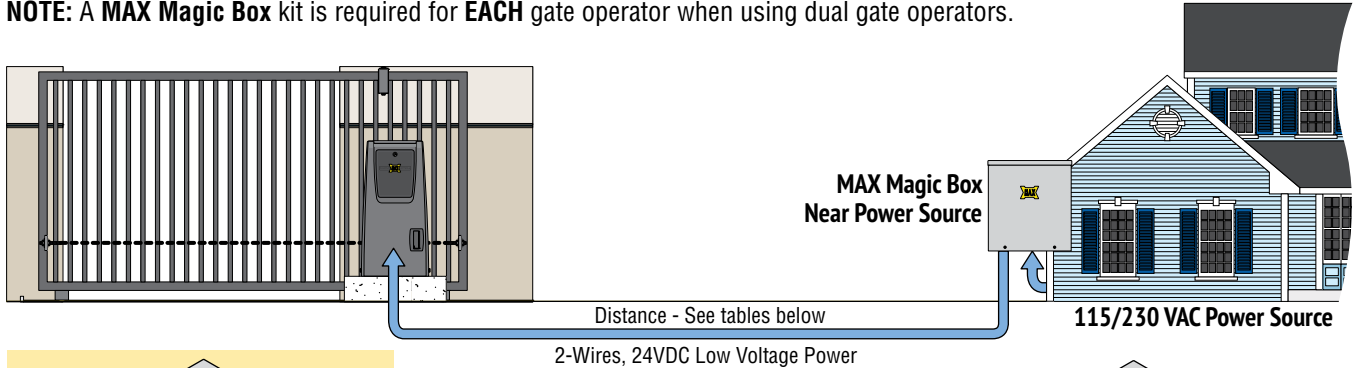 NOTE: A MAX Magic Box kit is required for EACH gate operator when using dual gate operators.
MAX Magic Box
Near Power Source
MAX
Distance - See tables below
115/230 VAC Power Source
2-Wires, 24VDC Low Voltage Power